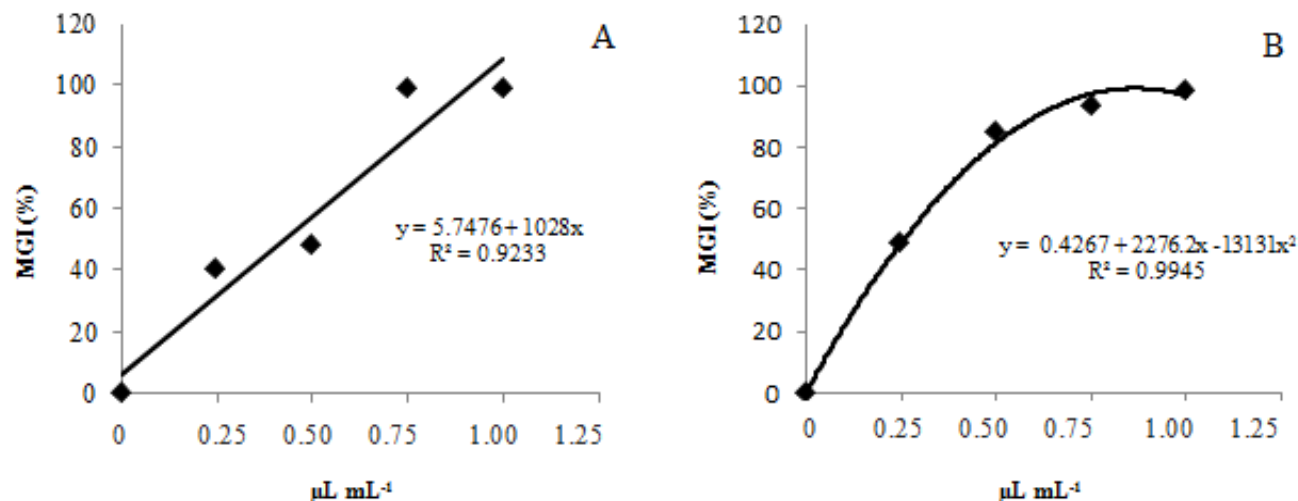 A
120
100
80
60
40
20
0
MGI (%)
y = 5.7476 + 1028x
R² = 0.9233
0 0.25 0.50 0.75 1.00 1.25
µL mL⁻¹
B
120
100
80
60
40
20
0
MGI (%)
y = 0.4267 + 2276.2x -13131x²
R² = 0.9945
0 0.25 0.50 0.75 1.00 1.25
µL mL⁻¹